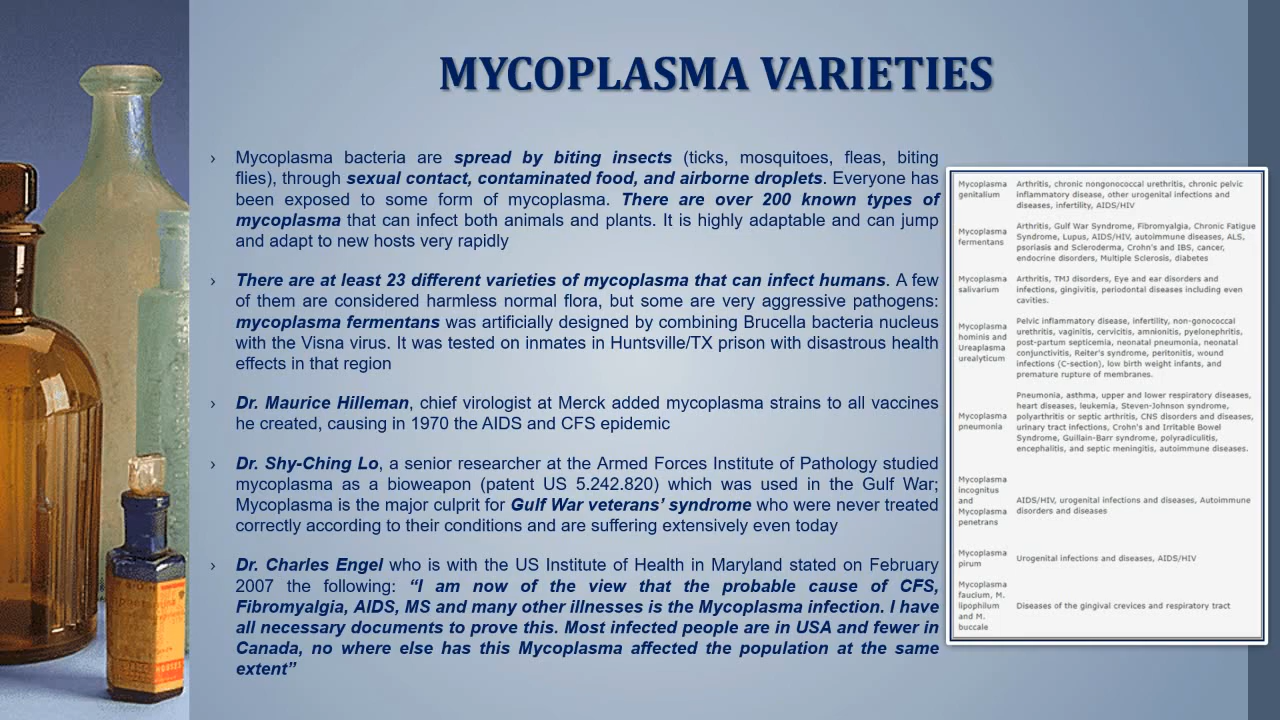 MYCOPLASMA VARIETIES
› Mycoplasma bacteria are spread by biting insects (ticks, mosquitoes, fleas, biting
flies), through sexual contact, contaminated food, and airborne droplets. Everyone has
been exposed to some form of mycoplasma. There are over 200 known types of
mycoplasma that can infect both animals and plants. It is highly adaptable and can jump
and adapt to new hosts very rapidly
› There are at least 23 different varieties of mycoplasma that can infect humans. A few
of them are considered harmless normal flora, but some are very aggressive pathogens:
mycoplasma fermentans was artificially designed by combining Brucella bacteria nucleus
with the Visna virus. It was tested on inmates in Huntsville/TX prison with disastrous health
effects in that region
› Dr. Maurice Hilleman, chief virologist at Merck added mycoplasma strains to all vaccines
he created, causing in 1970 the AIDS and CFS epidemic
› Dr. Shy-Ching Lo, a senior researcher at the Armed Forces Institute of Pathology studied
mycoplasma as a bioweapon (patent US 5.242.820) which was used in the Gulf War;
Mycoplasma is the major culprit for Gulf War veterans’ syndrome who were never treated
correctly according to their conditions and are suffering extensively even today
› Dr. Charles Engel who is with the US Institute of Health in Maryland stated on February
2007 the following: “I am now of the view that the probable cause of CFS,
Fibromyalgia, AIDS, MS and many other illnesses is the Mycoplasma infection. I have
all necessary documents to prove this. Most infected people are in USA and fewer in
Canada, no where else has this Mycoplasma affected the population at the same
extent”
Mycoplasma
genitalium
Arthritis, chronic nongonococcal urethritis, chronic pelvic
inflammatory disease, other urogenital infections and
diseases, infertility, AIDS/HIV
Mycoplasma
fermentans
Arthritis, Gulf War Syndrome, Fibromyalgia, Chronic Fatigue
Syndrome, Lupus, AIDS/HIV, autoimmune diseases, ALS,
psoriasis and Scleroderma, Crohn's and IBS, cancer,
endocrine disorders, Multiple Sclerosis, diabetes
Mycoplasma
salivarium
Arthritis, TMJ disorders, Eye and ear disorders and
infections, gingivitis, periodontal diseases including even
cavities.
Mycoplasma
hominis and
Ureaplasma
urealyticum
Pelvic inflammatory disease, infertility, non-gonococcal
urethritis, vaginitis, cervicitis, amnionitis, pyelonephritis,
post-partum septicemia, neonatal pneumonia, neonatal
conjunctivitis, Reiter's syndrome, peritonitis, wound
infections (C-section), low birth weight infants, and
premature rupture of membranes.
Mycoplasma
pneumonia
Pneumonia, asthma, upper and lower respiratory diseases,
heart diseases, leukemia, Steven-Johnson syndrome,
polyarthritis or septic arthritis, CNS disorders and diseases,
urinary tract infections, Crohn's and Irritable Bowel
Syndrome, Guillain-Barr syndrome, polyradiculitis,
encephalitis, and septic meningitis, autoimmune diseases.
Mycoplasma
incognitus
and
Mycoplasma
penetrans
AIDS/HIV, urogenital infections and diseases, Autoimmune
disorders and diseases
Mycoplasma
pirum
Urogenital infections and diseases, AIDS/HIV
Mycoplasma
faucium, M.
lipophilum
and M.
buccale
Diseases of the gingival crevices and respiratory tract